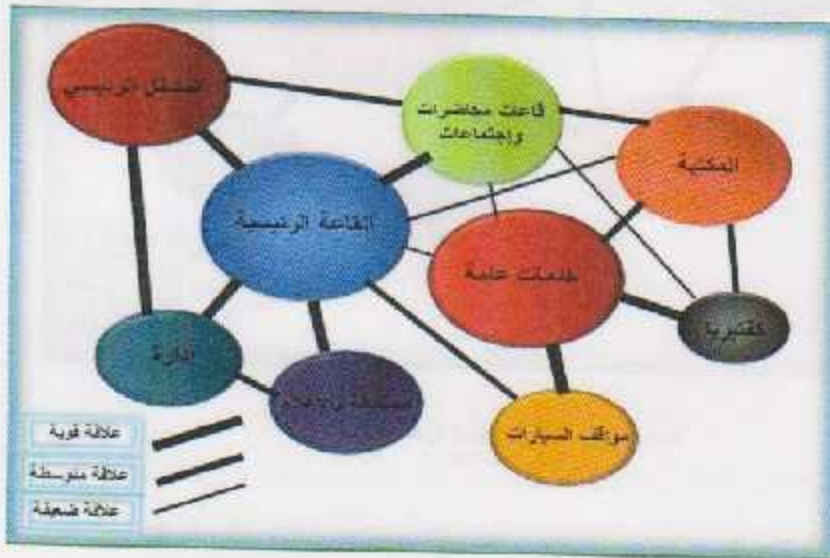 المدخل الرئيسي
قاعات محاضرات
واجتماعات
المكتبة
القاعة الرئيسية
خدمات عامة
كفتيريا
إدارة
مواقف السيارات
علاقة قوية
علاقة متوسطة
علاقة ضعيفة